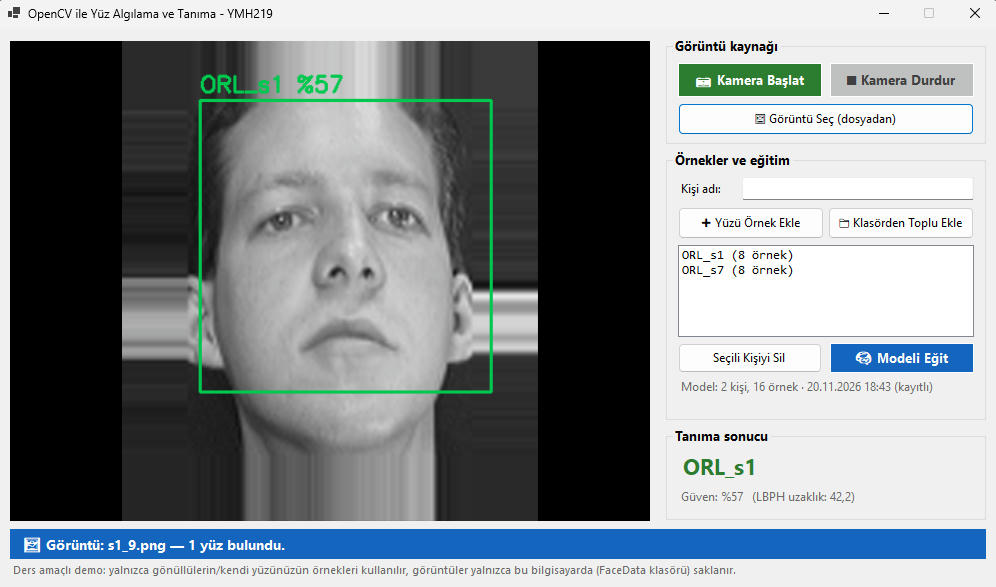 OpenCV ile Yüz Algılama ve Tanıma - YMH219
ORL_s1 %57
Görüntü kaynağı
Kamera Başlat
Kamera Durdur
Görüntü Seç (dosyadan)
Örnekler ve eğitim
Kişi adı:
+ Yüzü Örnek Ekle
Klasörden Toplu Ekle
ORL_s1 (8 örnek)
ORL_s7 (8 örnek)
Seçili Kişiyi Sil
Modeli Eğit
Model: 2 kişi, 16 örnek · 20.11.2026 18:43 (kayıtlı)
Tanıma sonucu
ORL_s1
Güven: %57 (LBPH uzaklık: 42,2)
Görüntü: s1_9.png — 1 yüz bulundu.
Ders amaçlı demo: yalnızca gönüllülerin/kendi yüzünüzün örnekleri kullanılır, görüntüler yalnızca bu bilgisayarda (FaceData klasörü) saklanır.